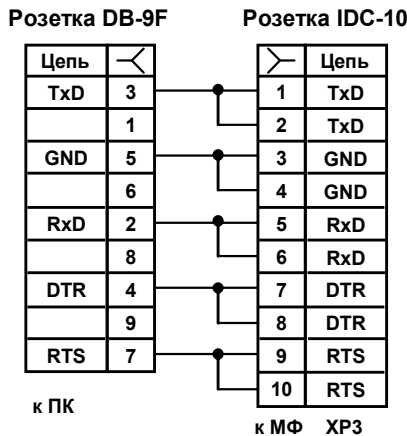 Розетка DB-9F Розетка IDC-10
Цепь Цепь
TxD 3 1 TxD
1 2 TxD
GND 5 3 GND
6 4 GND
RxD 2 5 RxD
8 6 RxD
DTR 4 7 DTR
9 8 DTR
RTS 7 9 RTS
10 RTS
к ПК
к МФ XP3